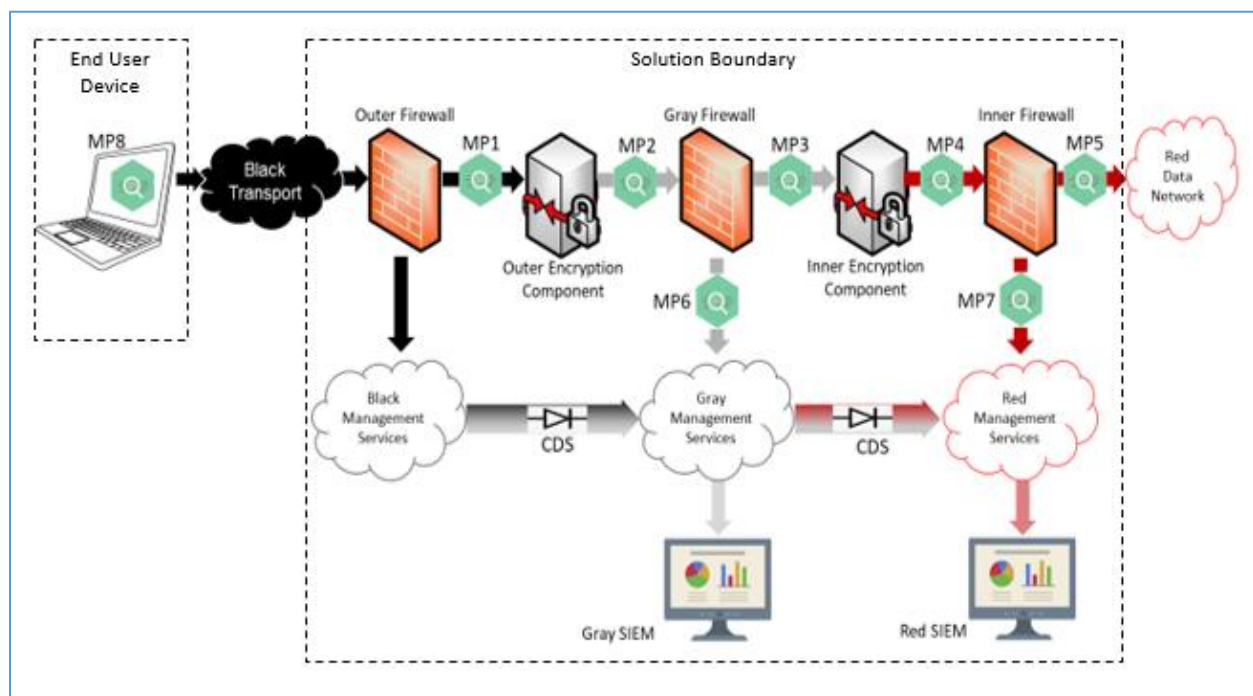 End User
Device
Solution Boundary
MP8
Black
Transport
Outer Firewall
MP1
MP2
Gray Firewall
MP3
MP4
Inner Firewall
MP5
Red
Data
Network
Outer Encryption
Component
Inner Encryption
Component
MP6
MP7
Black
Management
Services
CDS
Gray
Management
Services
CDS
Red
Management
Services
Gray SIEM
Red SIEM